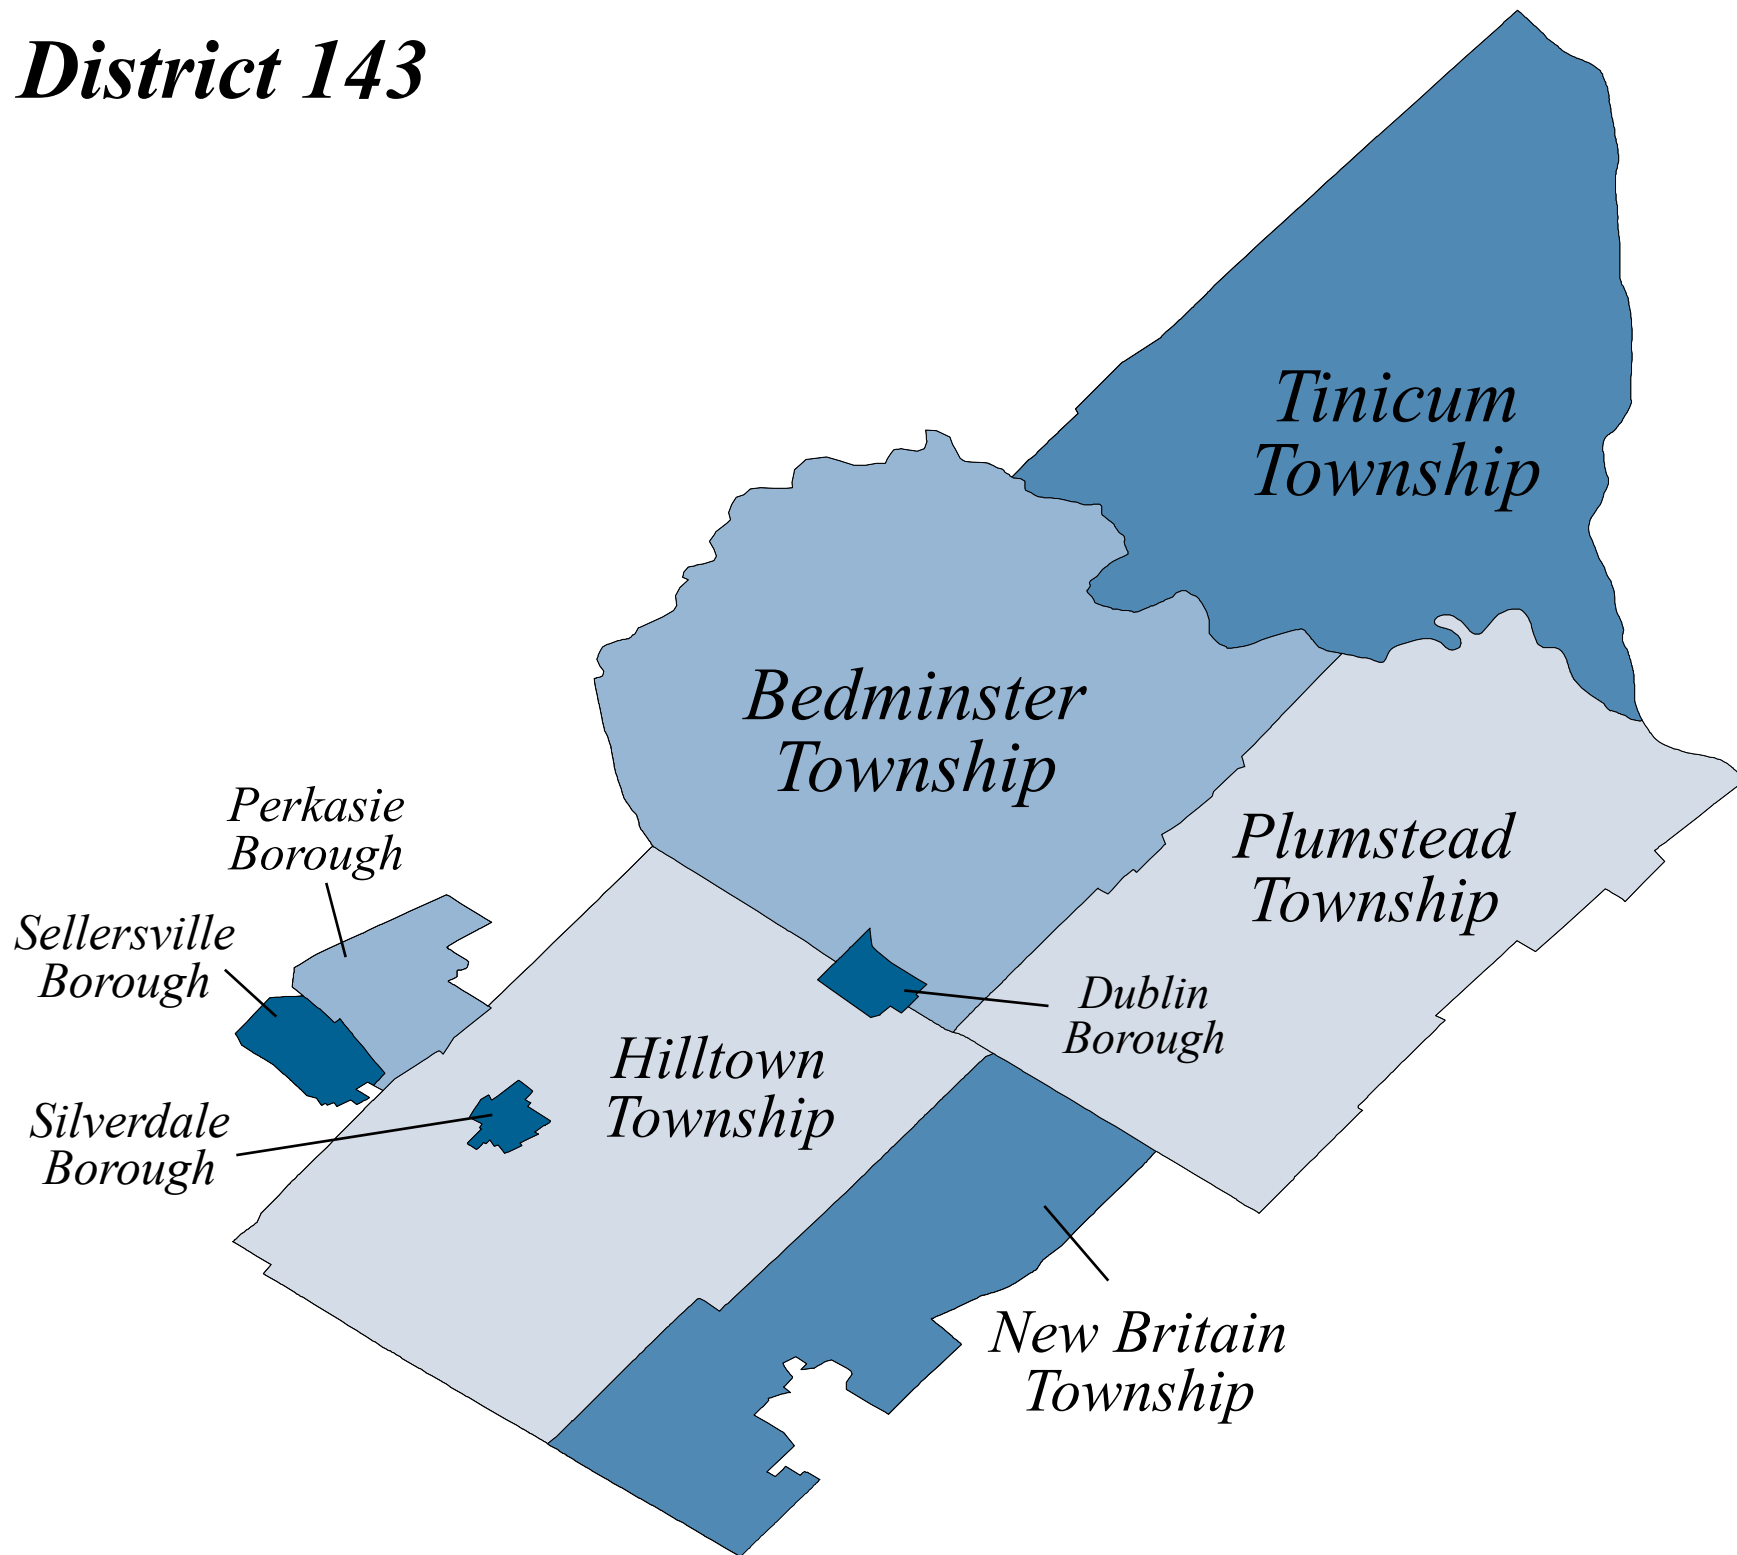 District 143
Tinicum
Township
Bedminster
Township
Perkasie
Borough
Plumstead
Township
Sellersville
Borough
Dublin
Borough
Hilltown
Township
Silverdale
Borough
New Britain
Township